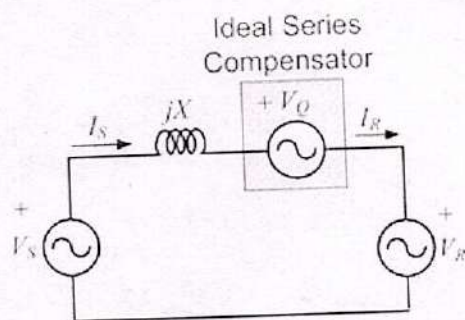 Ideal Series
Compensator
I_S
jX
+ V_Q
I_R
+
V_S
+
V_R